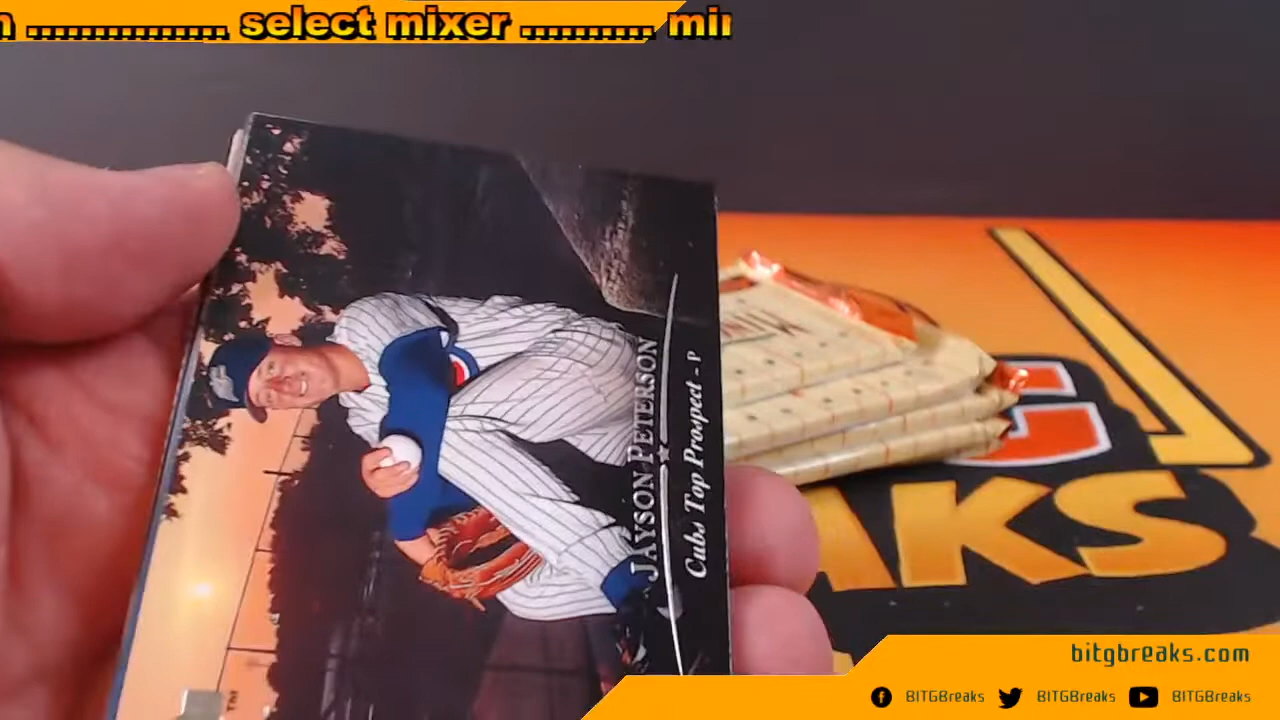 n .............. select mixer .......... mi
JAYSON PETERSON
Cubs Top Prospect - P
AKS
bitgbreaks.com
BITGBreaks BITGBreaks BITGBreaks